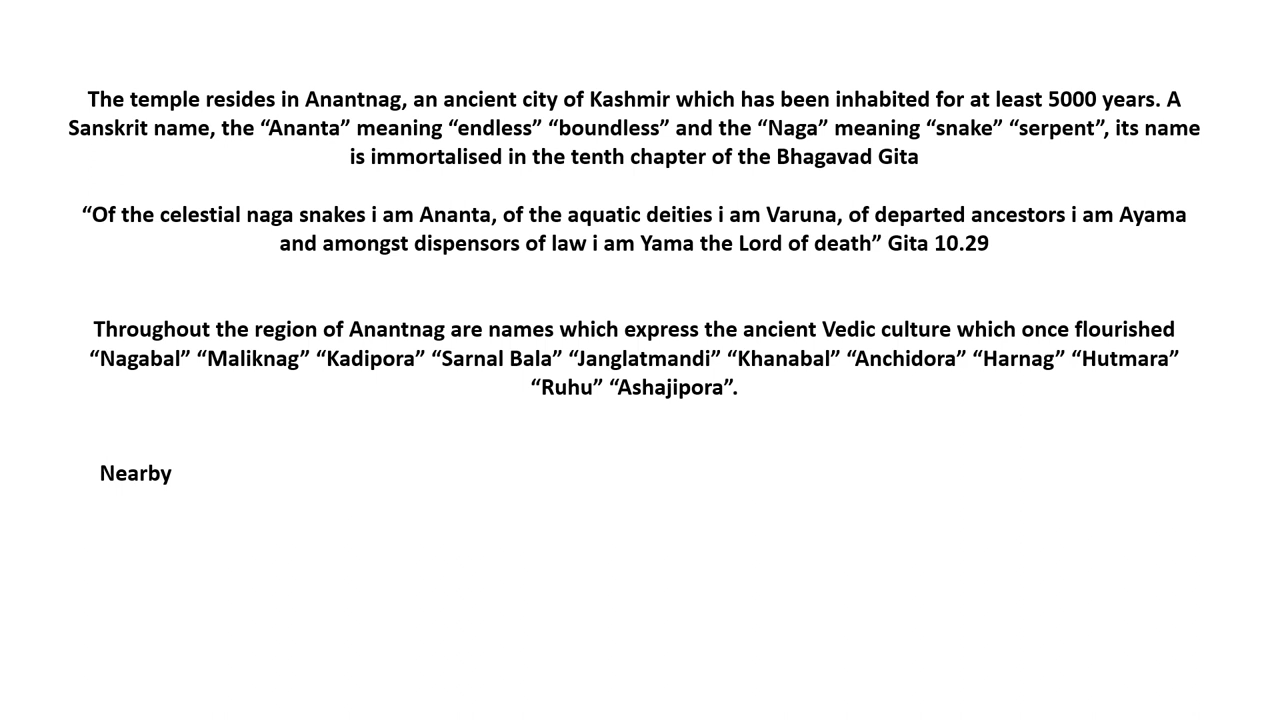 The temple resides in Anantnag, an ancient city of Kashmir which has been inhabited for at least 5000 years. A
Sanskrit name, the “Ananta” meaning “endless” “boundless” and the “Naga” meaning “snake” “serpent”, its name
is immortalised in the tenth chapter of the Bhagavad Gita
“Of the celestial naga snakes i am Ananta, of the aquatic deities i am Varuna, of departed ancestors i am Ayama
and amongst dispensors of law i am Yama the Lord of death” Gita 10.29
Throughout the region of Anantnag are names which express the ancient Vedic culture which once flourished
“Nagabal” “Maliknag” “Kadipora” “Sarnal Bala” “Janglatmandi” “Khanabal” “Anchidora” “Harnag” “Hutmara”
“Ruhu” “Ashajipora”.
Nearby